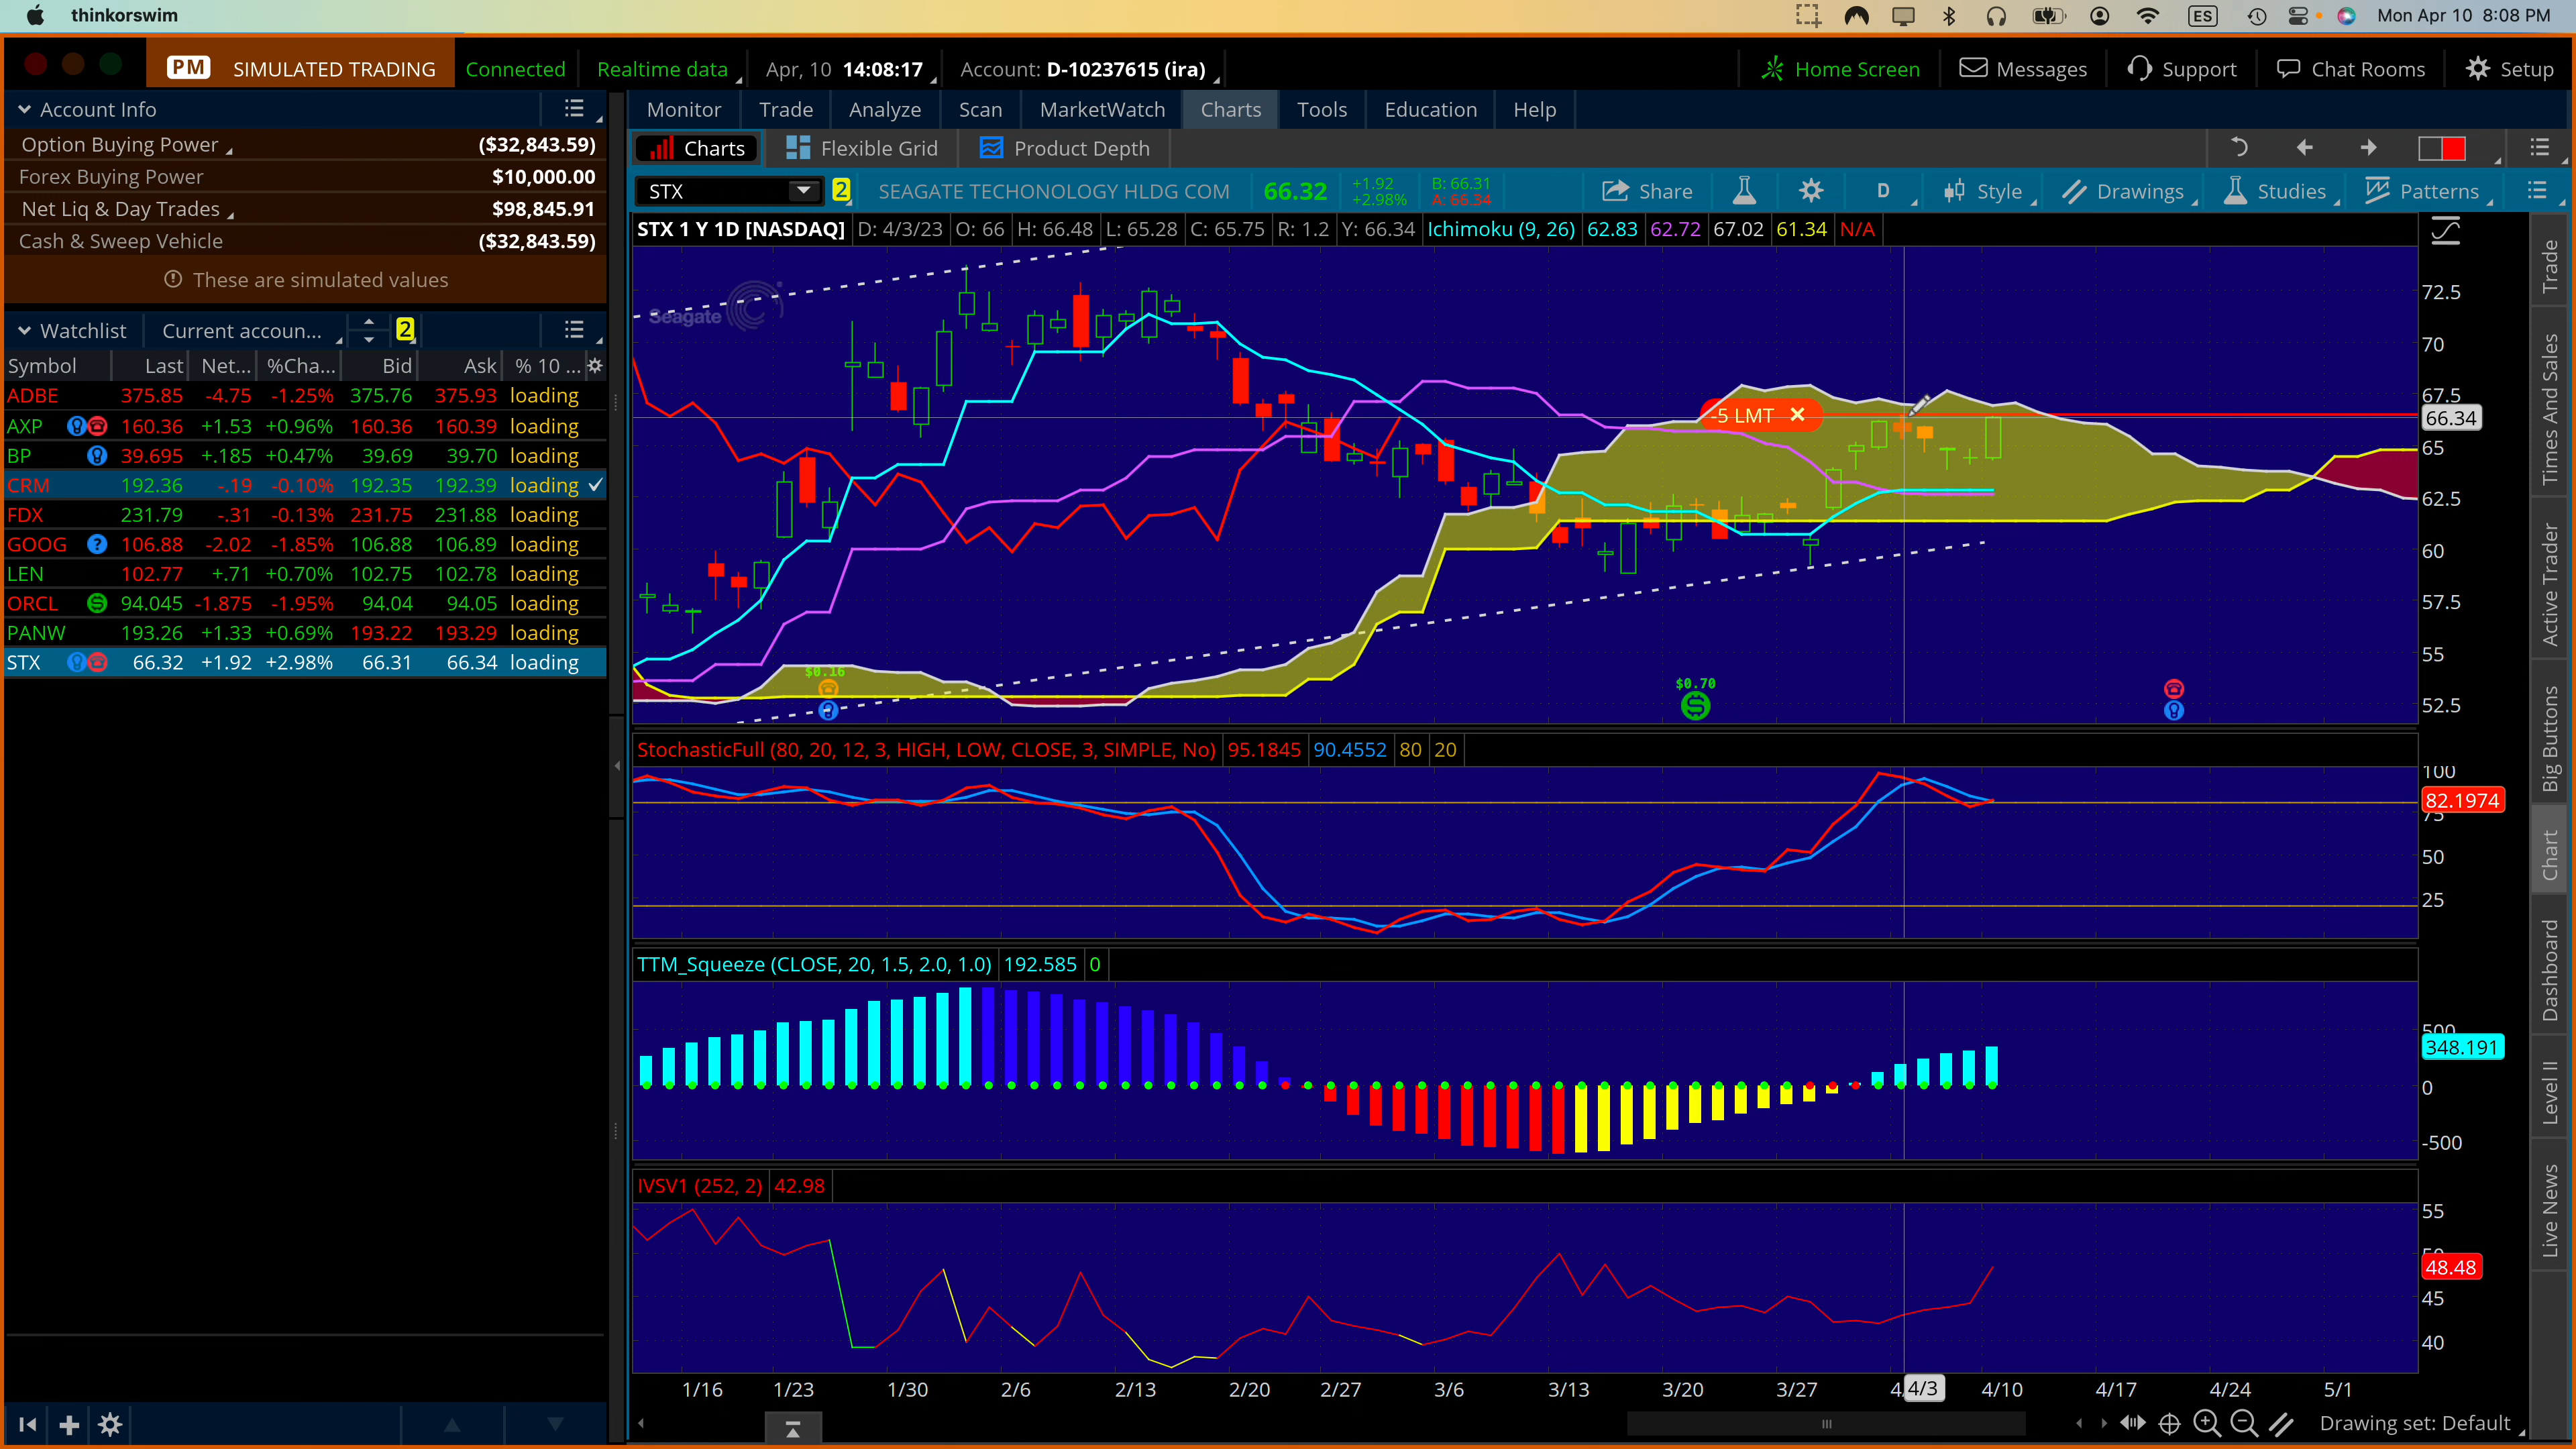 thinkorswim
ES
Mon Apr 10 8:08 PM
PM SIMULATED TRADING Connected Realtime data Apr, 10 14:08:17 Account: D-10237615 (ira) Home Screen Messages Support Chat Rooms Setup
Account Info
Option Buying Power ($32,843.59)
Forex Buying Power $10,000.00
Net Liq & Day Trades $98,845.91
Cash & Sweep Vehicle ($32,843.59)
These are simulated values
Watchlist Current accoun... 2
Symbol Last Net... %Cha... Bid Ask % 10 ...
ADBE 375.85 -4.75 -1.25% 375.76 375.93 loading
AXP 160.36 +1.53 +0.96% 160.36 160.39 loading
BP 39.695 +.185 +0.47% 39.69 39.70 loading
CRM 192.36 -.19 -0.10% 192.35 192.39 loading
FDX 231.79 -.31 -0.13% 231.75 231.88 loading
GOOG ? 106.88 -2.02 -1.85% 106.88 106.89 loading
LEN 102.77 +.71 +0.70% 102.75 102.78 loading
ORCL 94.045 -1.875 -1.95% 94.04 94.05 loading
PANW 193.26 +1.33 +0.69% 193.22 193.29 loading
STX 66.32 +1.92 +2.98% 66.31 66.34 loading
Monitor Trade Analyze Scan MarketWatch Charts Tools Education Help
Charts Flexible Grid Product Depth
STX 2 SEAGATE TECHONOLOGY HLDG COM 66.32
+1.92
+2.98%
B: 66.31
A: 66.34
Share D Style Drawings Studies Patterns
STX 1 Y 1D [NASDAQ] D: 4/3/23 O: 66 H: 66.48 L: 65.28 C: 65.75 R: 1.2 Y: 66.34 Ichimoku (9, 26) 62.83 62.72 67.02 61.34 N/A
Seagate
-5 LMT
72.5
70
67.5
66.34
65
62.5
60
57.5
55
52.5
$0.16
$0.70
StochasticFull (80, 20, 12, 3, HIGH, LOW, CLOSE, 3, SIMPLE, No) 95.1845 90.4552 80 20
100
82.1974
75
50
25
TTM_Squeeze (CLOSE, 20, 1.5, 2.0, 1.0) 192.585 0
500
348.191
0
-500
IVSV1 (252, 2) 42.98
55
48.48
45
40
1/16 1/23 1/30 2/6 2/13 2/20 2/27 3/6 3/13 3/20 3/27 4/3 4/10 4/17 4/24 5/1
Drawing set: Default
Trade
Times And Sales
Active Trader
Big Buttons
Chart
Dashboard
Level II
Live News